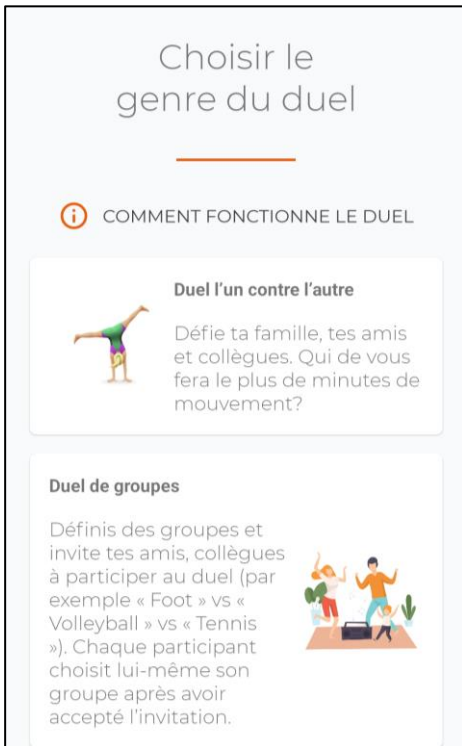 Choisir le
genre du duel
COMMENT FONCTIONNE LE DUEL
Duel l'un contre l'autre
Défie ta famille, tes amis
et collègues. Qui de vous
fera le plus de minutes de
mouvement?
Duel de groupes
Définis des groupes et
invite tes amis, collègues
à participer au duel (par
exemple « Foot » vs «
Volleyball » vs « Tennis
»). Chaque participant
choisit lui-même son
groupe après avoir
accepté l'invitation.